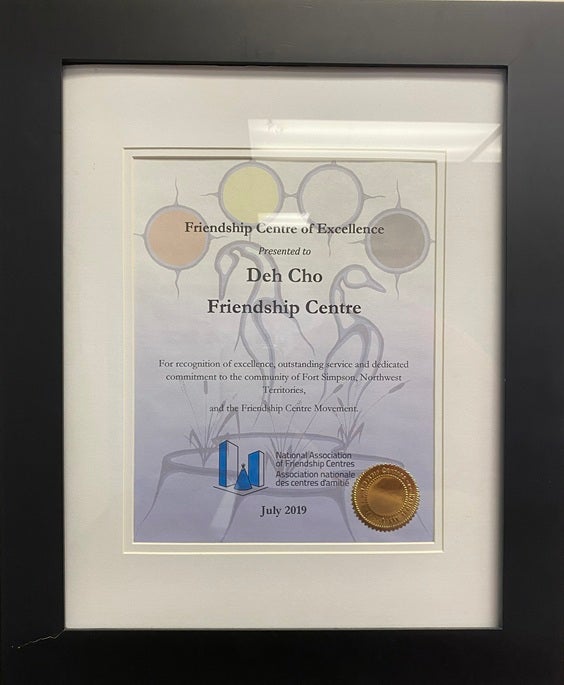 Friendship Centre of Excellence
Presented to
Deh Cho
Friendship Centre
For recognition of excellence, outstanding service and dedicated
commitment to the community of Fort Simpson, Northwest
Territories,
and the Friendship Centre Movement.
National Association
of Friendship Centres
Association nationale
des centres d'amitié
July 2019